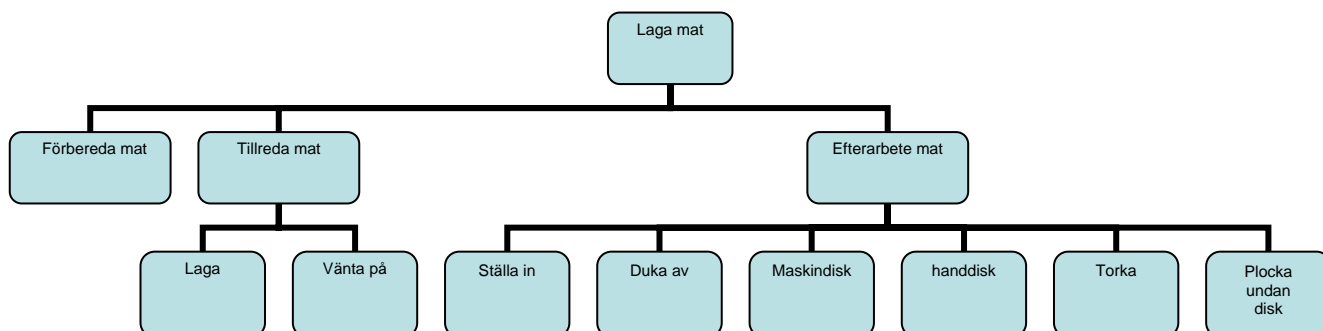 Laga mat
Förbereda mat
Tillreda mat
Efterarbete mat
Laga
Vänta på
Ställa in
Duka av
Maskindisk
handdisk
Torka
Plocka
undan
disk